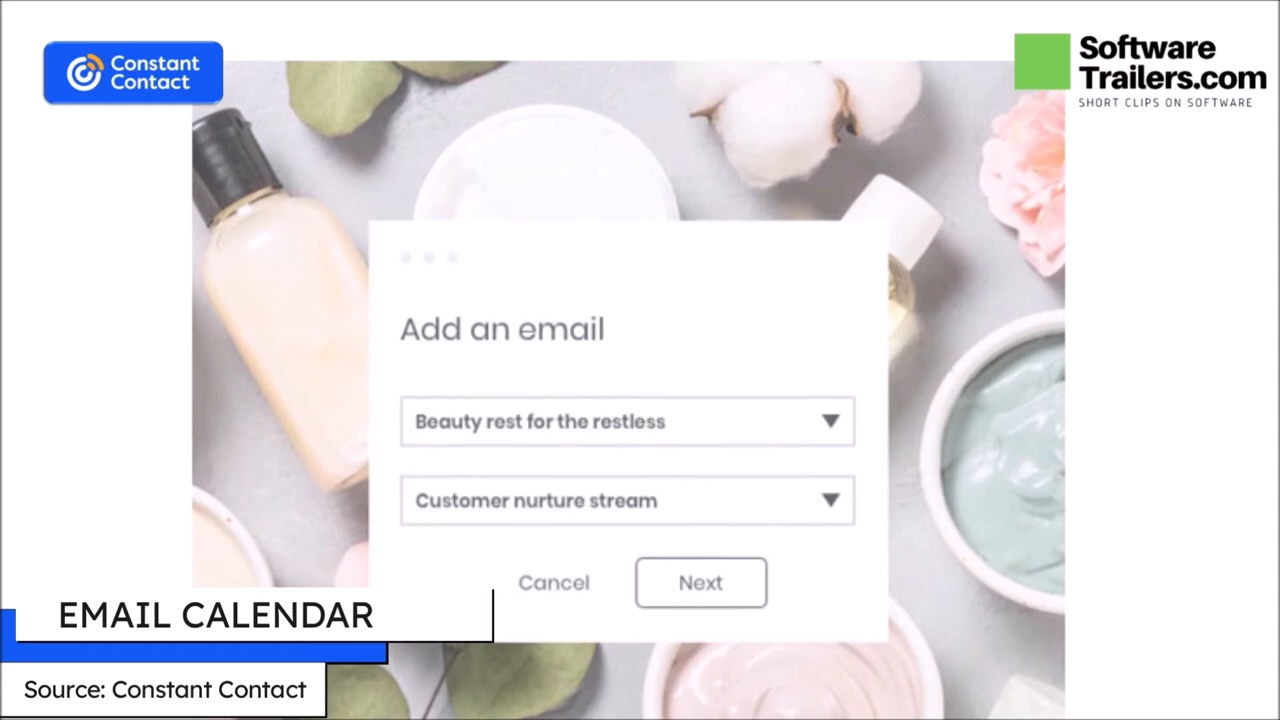 Constant
Contact
Software
Trailers.com
SHORT CLIPS ON SOFTWARE
Add an email
Beauty rest for the restless
Customer nurture stream
Cancel
Next
EMAIL CALENDAR
Source: Constant Contact